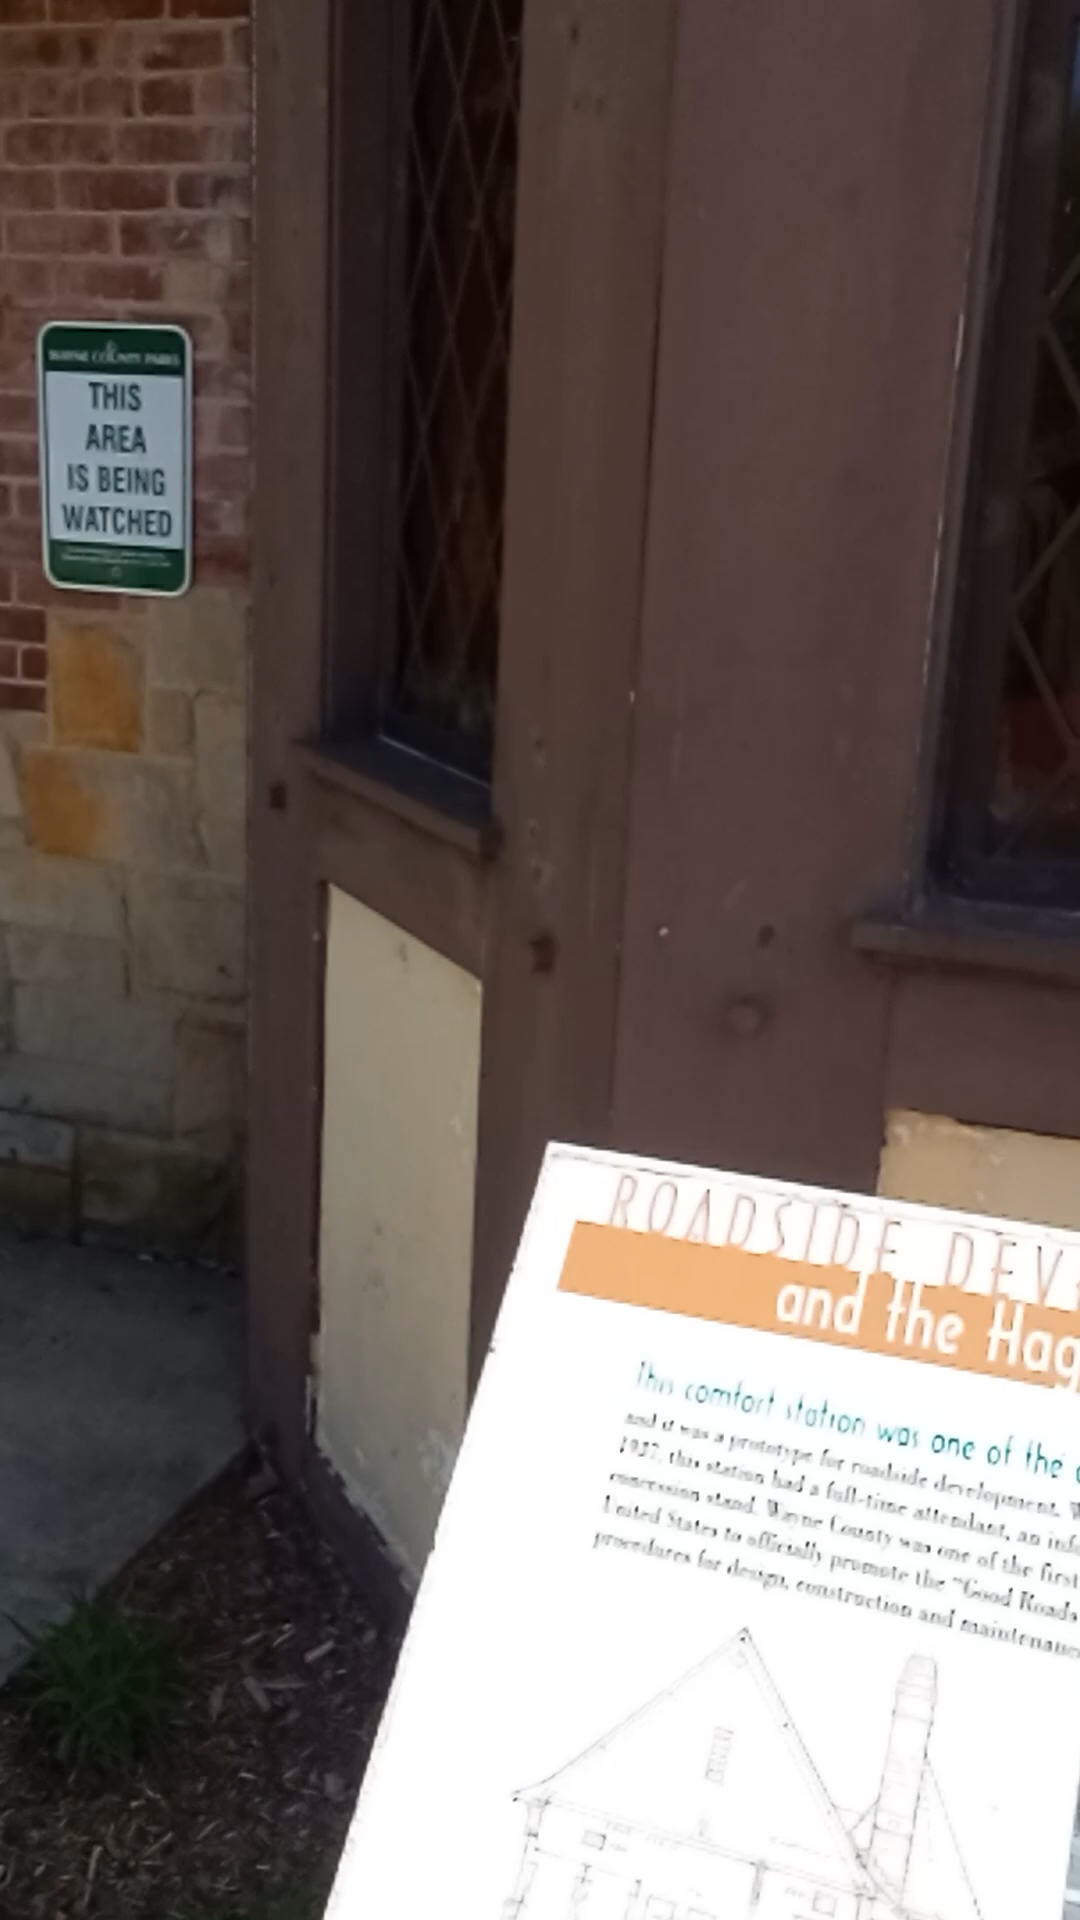 WAYNE COUNTY PARKS
THIS
AREA
IS BEING
WATCHED
ROADSIDE DEV
and the Hag
This comfort station was one of the
and it was a prototype for roadside development. W
1937, this station had a full-time attendant, an info
concession stand. Wayne County was one of the first
United States to officially promote the "Good Roads
procedures for design, construction and maintenanc